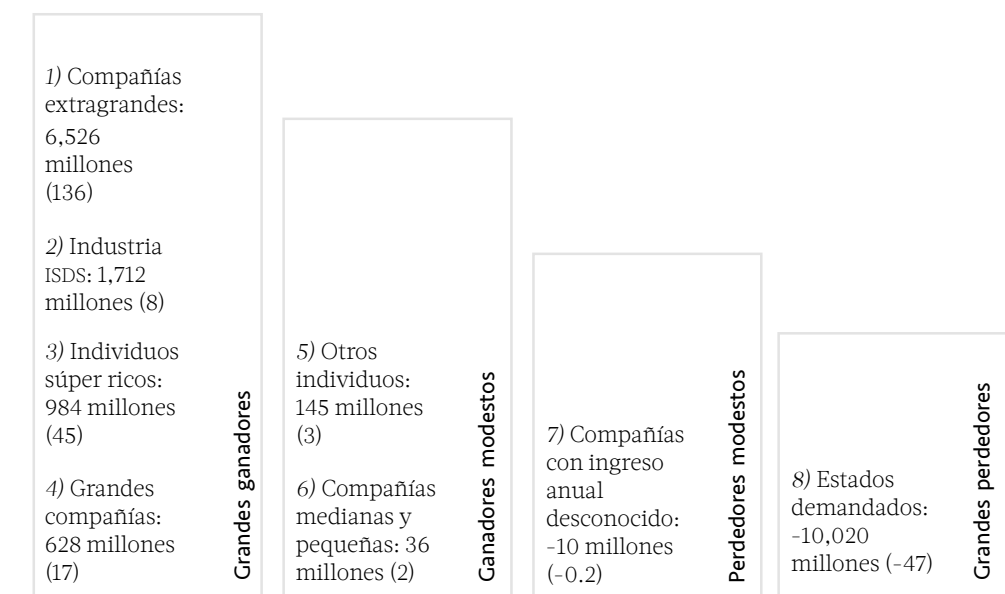 1) Compañías
extragrandes:
6,526
millones
(136)
2) Industria
ISDS: 1,712
millones (8)
3) Individuos
súper ricos:
984 millones
(45)
4) Grandes
compañías:
628 millones
(17)
Grandes ganadores
5) Otros
individuos:
145 millones
(3)
6) Compañías
medianas y
pequeñas: 36
millones (2)
Ganadores modestos
7) Compañías
con ingreso
anual
desconocido:
-10 millones
(-0.2)
Perdedores modestos
8) Estados
demandados:
-10,020
millones (-47)
Grandes perdedores